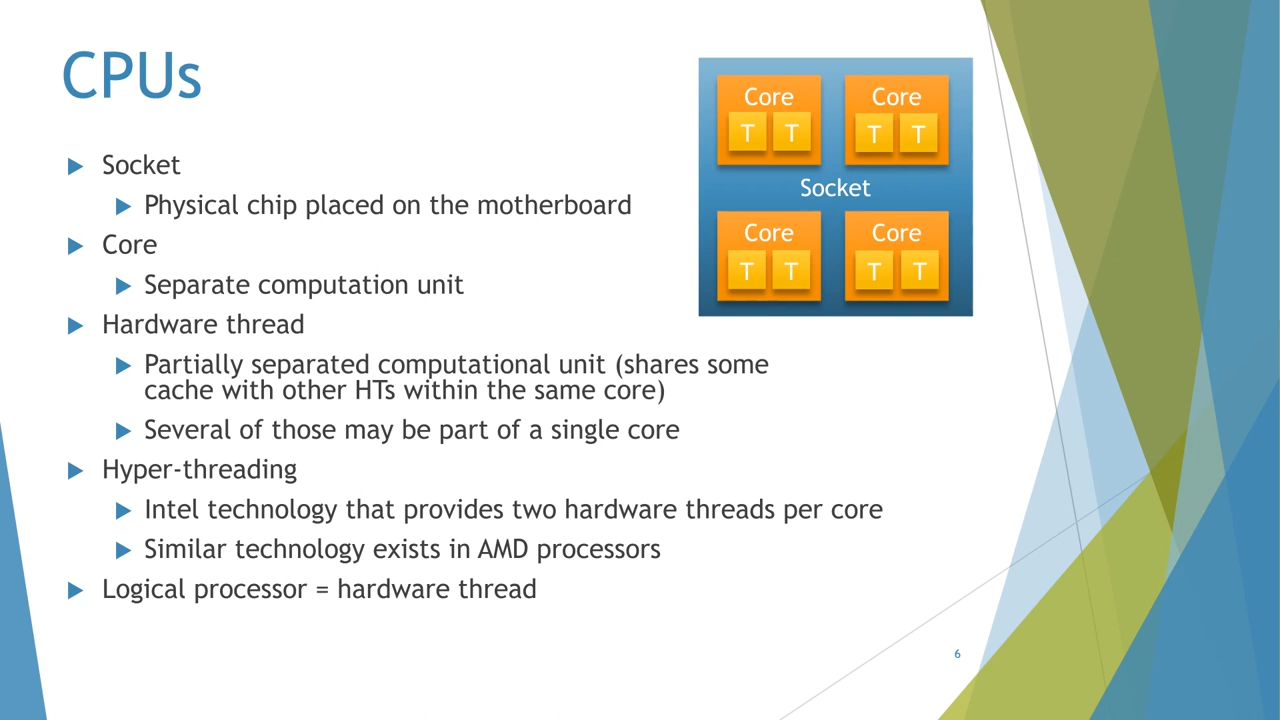 CPUs
Socket
Physical chip placed on the motherboard
Core
Separate computation unit
Hardware thread
Partially separated computational unit (shares some
cache with other HTs within the same core)
Several of those may be part of a single core
Hyper-threading
Intel technology that provides two hardware threads per core
Similar technology exists in AMD processors
Logical processor = hardware thread
Core Core
T T T T
Socket
Core Core
T T T T
6